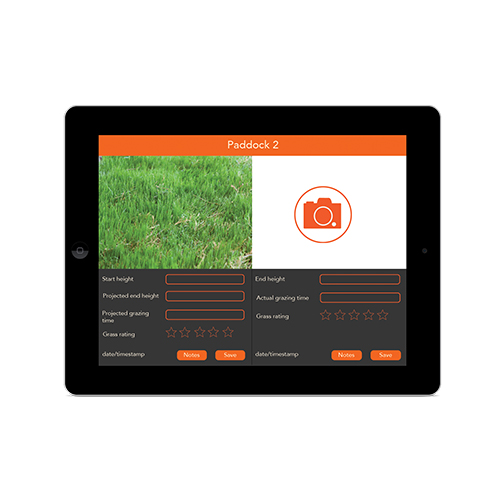 Paddock 2
Start height
Projected end height
Projected grazing
time
Grass rating
date/timestamp
Notes
Save
End height
Actual grazing time
Grass rating
date/timestamp
Notes
Save